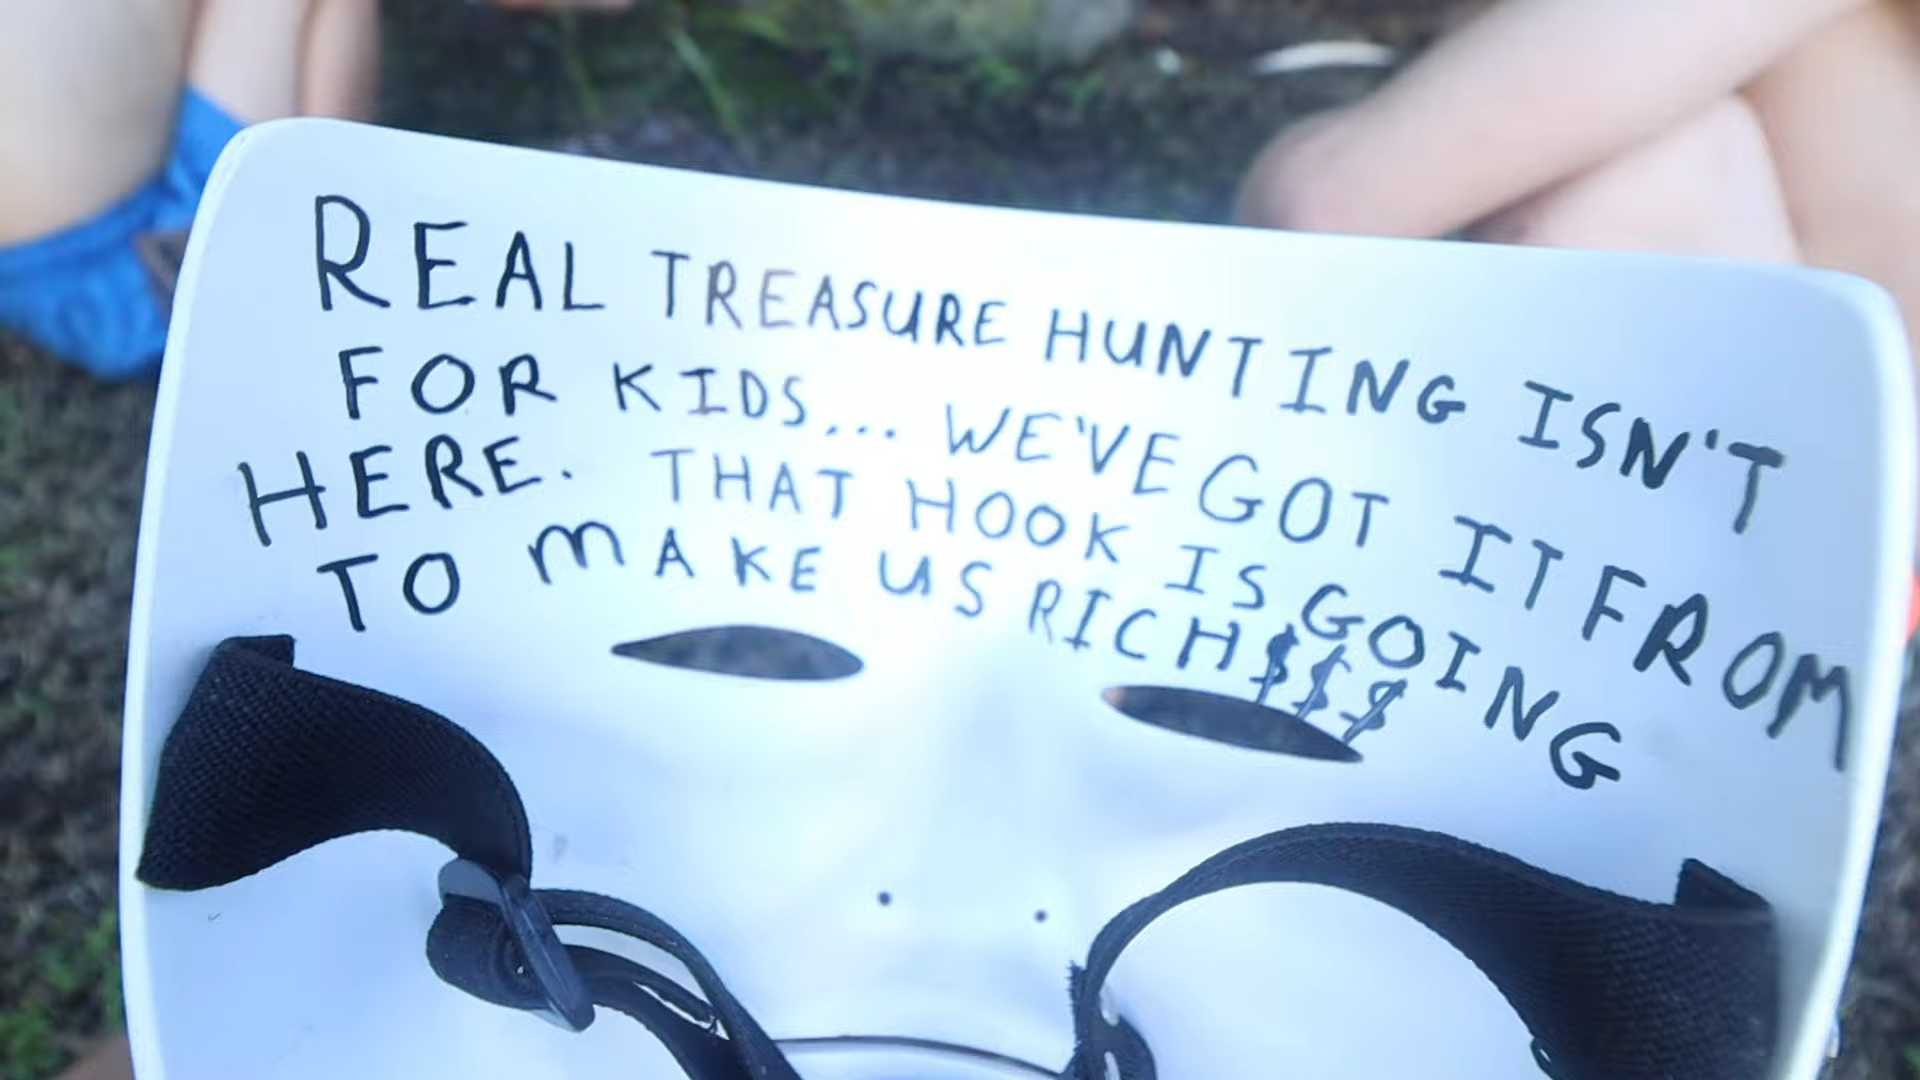 REAL TREASURE HUNTING ISN'T
FOR KIDS... WE'VE GOT IT FROM
HERE. THAT HOOK IS GOING
TO MAKE US RICH$$$